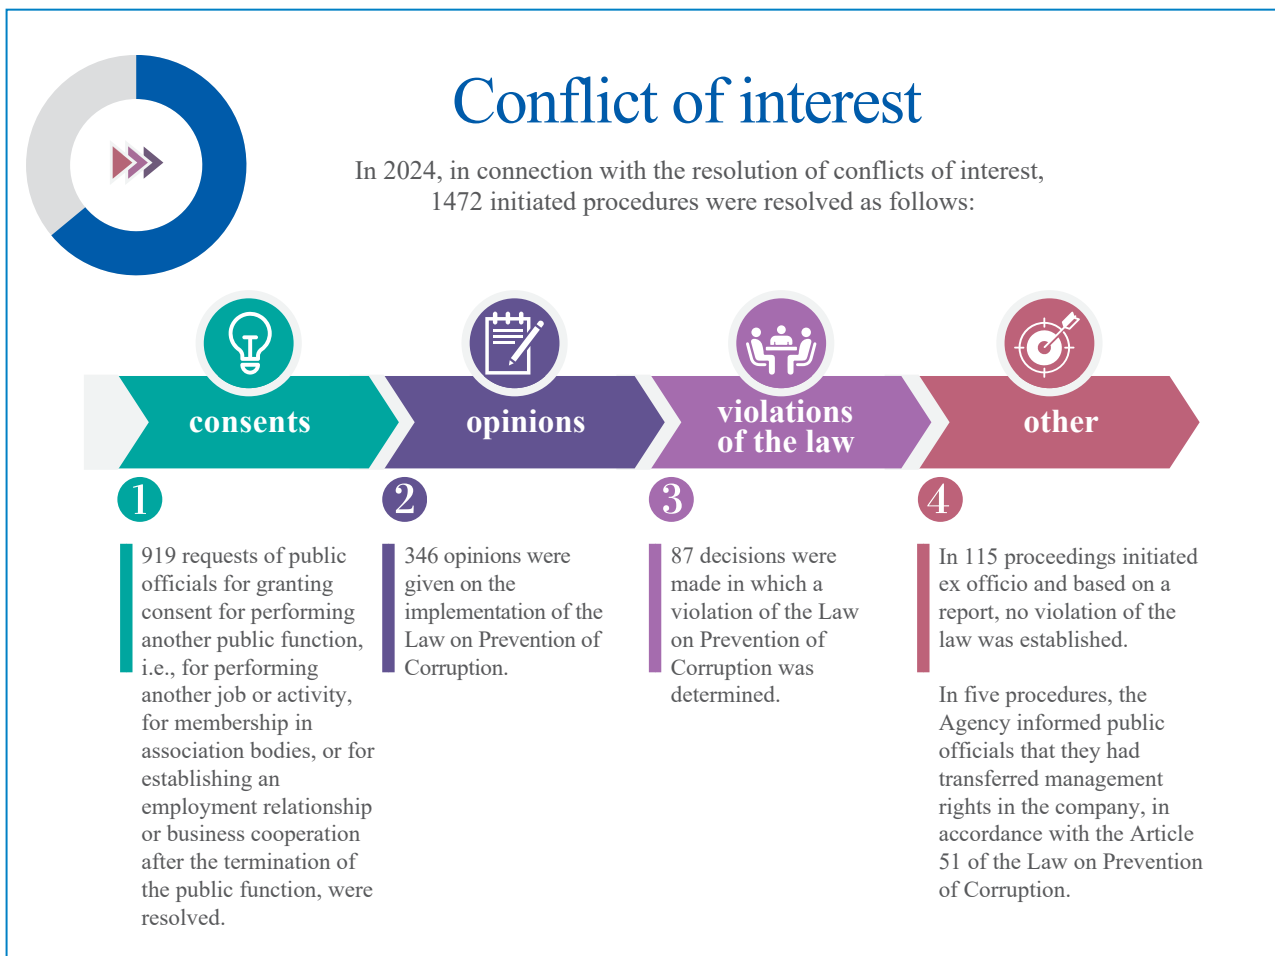 Conflict of interest
In 2024, in connection with the resolution of conflicts of interest,
1472 initiated procedures were resolved as follows:
consents
opinions
violations
of the law
other
1
2
3
4
919 requests of public
officials for granting
consent for performing
another public function,
i.e., for performing
another job or activity,
for membership in
association bodies, or for
establishing an
employment relationship
or business cooperation
after the termination of
the public function, were
resolved.
346 opinions were
given on the
implementation of the
Law on Prevention of
Corruption.
87 decisions were
made in which a
violation of the Law
on Prevention of
Corruption was
determined.
In 115 proceedings initiated
ex officio and based on a
report, no violation of the
law was established.
In five procedures, the
Agency informed public
officials that they had
transferred management
rights in the company, in
accordance with the Article
51 of the Law on Prevention
of Corruption.